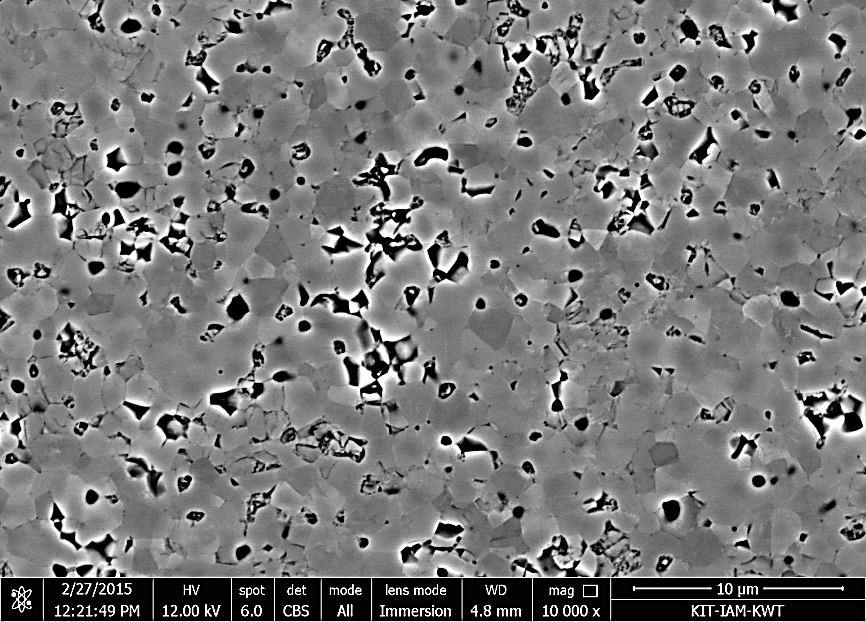 2/27/2015 HV spot det mode lens mode WD mag 10 µm
12:21:49 PM 12.00 kV 6.0 CBS All Immersion 4.8 mm 10 000 x KIT-IAM-KWT